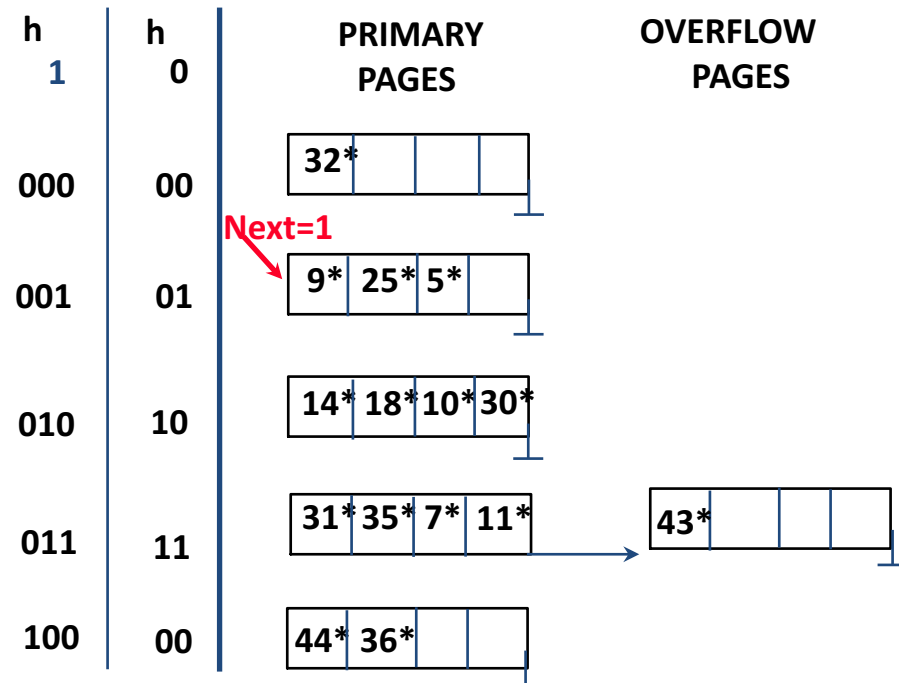 h h PRIMARY OVERFLOW
1 0 PAGES PAGES
32*
000 00
Next=1
9* 25* 5*
001 01
14* 18* 10* 30*
010 10
31* 35* 7* 11* 43*
011 11
100 00 44* 36*